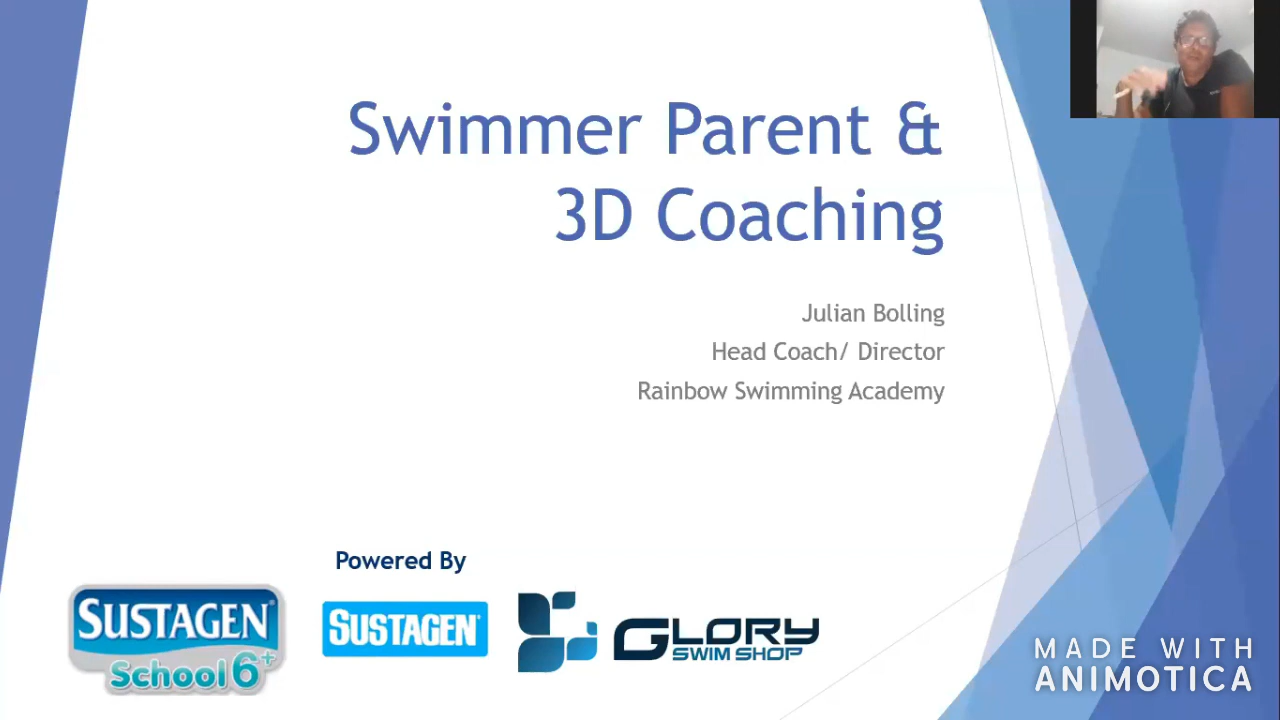 Swimmer Parent &
3D Coaching
Julian Bolling
Head Coach/ Director
Rainbow Swimming Academy
Powered By
SUSTAGEN
School 6+
SUSTAGEN
GLORY
SWIM SHOP
MADE WITH
ANIMOTICA